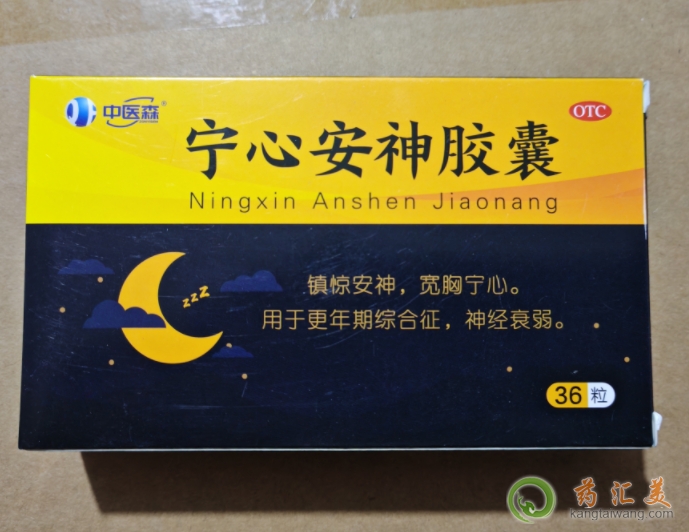 中医森®
OTC
宁心安神胶囊
Ningxin Anshen Jiaonang
zzz
镇惊安神，宽胸宁心。
用于更年期综合征，神经衰弱。
36粒
药汇美
kangtaiwang.com